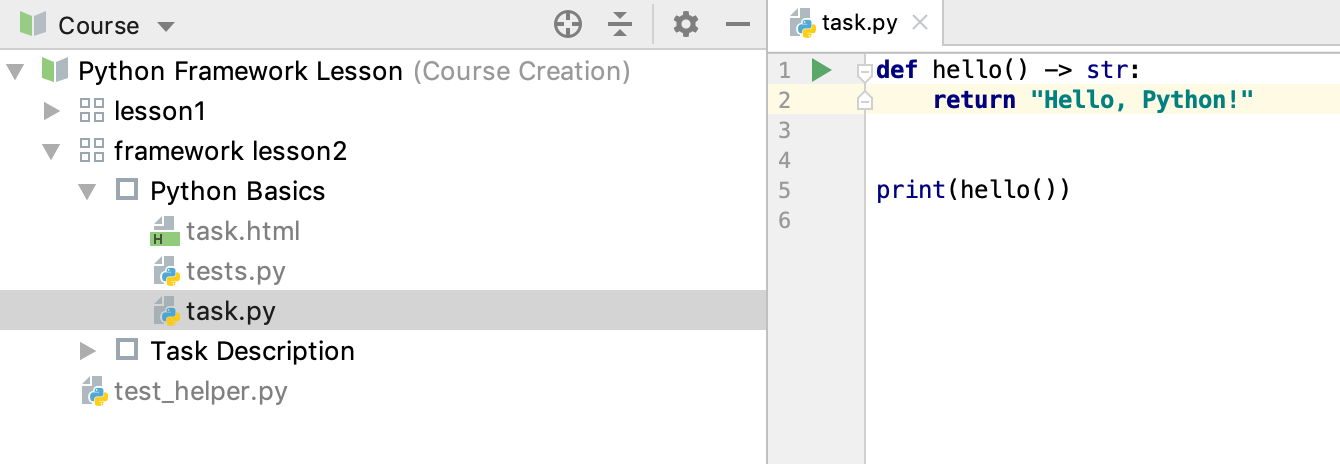 Course
Python Framework Lesson (Course Creation)
lesson1
framework lesson2
Python Basics
H task.html
tests.py
task.py
Task Description
test_helper.py
task.py
1 def hello() -> str:
2     return "Hello, Python!"
3
4
5 print(hello())
6